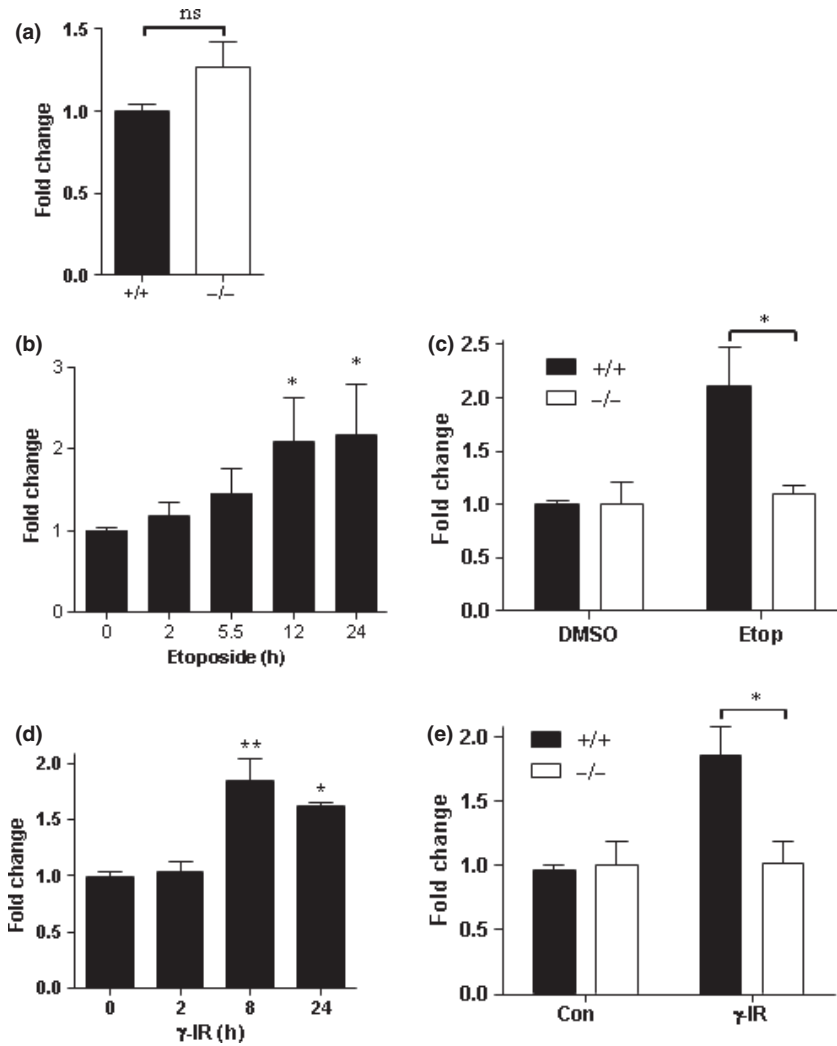 (a)
ns
1.5
1.0
0.5
0.0
Fold change
+/+ −/−
(b)
* *
3
2
1
0
Fold change
0 2 5.5 12 24
Etoposide (h)
(c)
*
+/+
−/−
2.5
2.0
1.5
1.0
0.5
0.0
Fold change
DMSO Etop
(d)
** *
2.0
1.5
1.0
0.5
0.0
Fold change
0 2 8 24
γ-IR (h)
(e)
*
+/+
−/−
2.0
1.5
1.0
0.5
0.0
Fold change
Con γ-IR